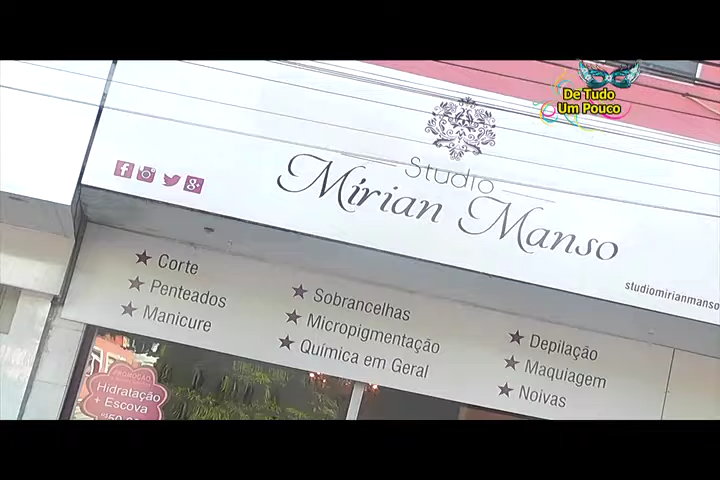 De Tudo
Um Pouco
Studio
Mírian Manso
studiomirianmanso
★ Corte
★ Penteados
★ Manicure
★ Sobrancelhas
★ Micropigmentação
★ Química em Geral
★ Depilação
★ Maquiagem
★ Noivas
PROMOÇÃO
Hidratação
+ Escova